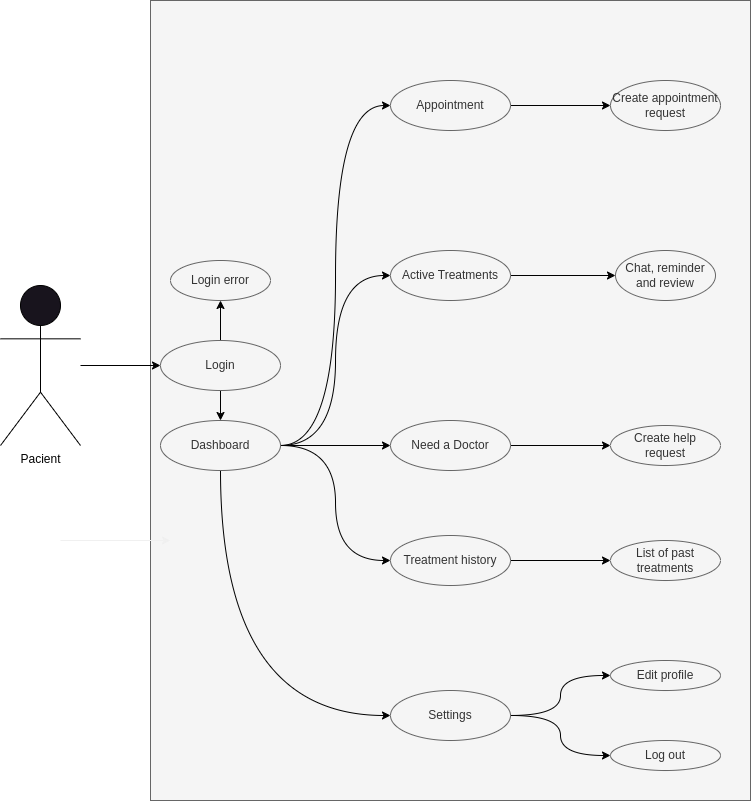 Appointment
Create appointment
request
Login error
Active Treatments
Chat, reminder
and review
Login
Dashboard
Need a Doctor
Create help
request
Pacient
Treatment history
List of past
treatments
Settings
Edit profile
Log out